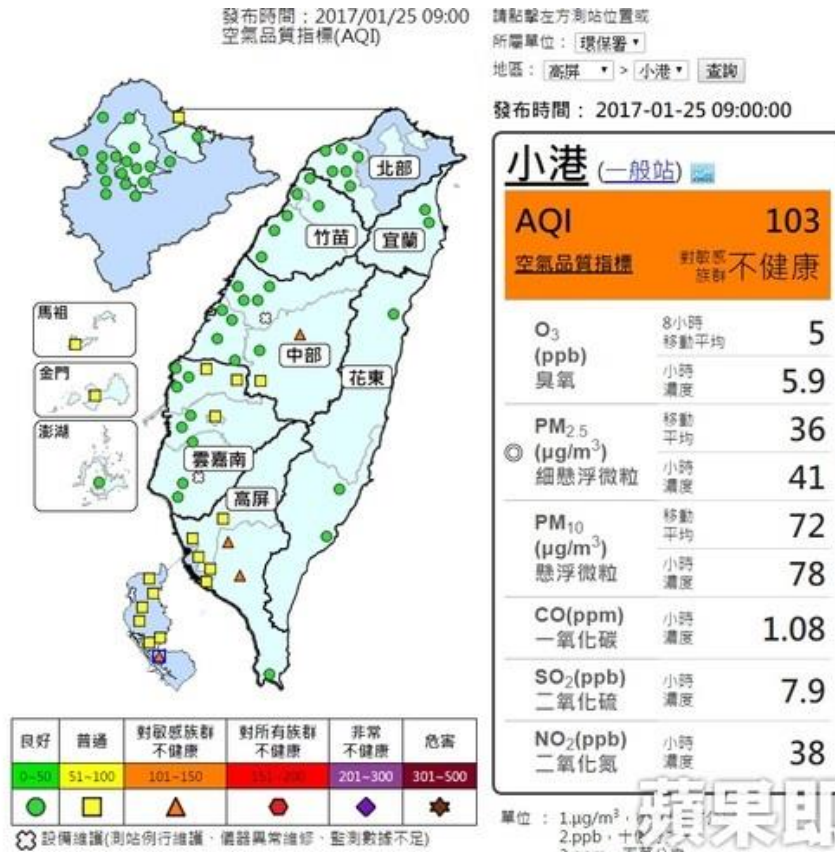 發布時間：2017/01/25 09:00
空氣品質指標(AQI)
北部
竹苗
宜蘭
馬祖
中部
花東
金門
澎湖
雲嘉南
高屏
良好 普通 對敏感族群不健康 對所有族群不健康 非常不健康 危害
0~50 51~100 101~150 151~200 201~300 301~500
設備維護(測站例行維護、儀器異常維修、監測數據不足)
請點擊左方測站位置或
所屬單位：環保署
地區：高屏 > 小港 查詢
發布時間： 2017-01-25 09:00:00
小港 (一般站)
AQI 103
空氣品質指標 對敏感族群不健康
O3 (ppb) 臭氧
8小時移動平均 5
小時濃度 5.9
PM2.5 (μg/m3) 細懸浮微粒
移動平均 36
小時濃度 41
PM10 (μg/m3) 懸浮微粒
移動平均 72
小時濃度 78
CO(ppm) 一氧化碳 小時濃度 1.08
SO2(ppb) 二氧化硫 小時濃度 7.9
NO2(ppb) 二氧化氮 小時濃度 38
單位： 1.μg/m3，
2.ppb，十
蘋果即